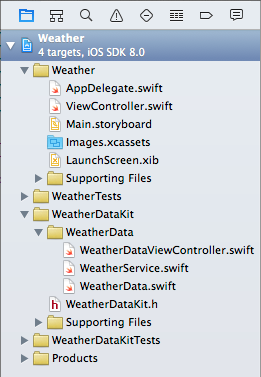 Weather
4 targets, iOS SDK 8.0
Weather
AppDelegate.swift
ViewController.swift
Main.storyboard
Images.xcassets
LaunchScreen.xib
Supporting Files
WeatherTests
WeatherDataKit
WeatherData
WeatherDataViewController.swift
WeatherService.swift
WeatherData.swift
h WeatherDataKit.h
Supporting Files
WeatherDataKitTests
Products